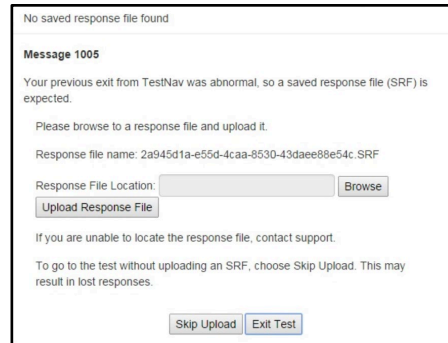 No saved response file found
Message 1005
Your previous exit from TestNav was abnormal, so a saved response file (SRF) is
expected.
Please browse to a response file and upload it.
Response file name: 2a945d1a-e55d-4caa-8530-43daee88e54c.SRF
Response File Location: Browse
Upload Response File
If you are unable to locate the response file, contact support.
To go to the test without uploading an SRF, choose Skip Upload. This may
result in lost responses.
Skip Upload Exit Test